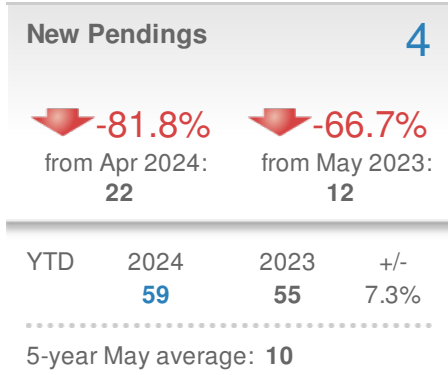 New Pendings 4
-81.8% -66.7%
from Apr 2024: from May 2023:
22 12
YTD 2024 2023 +/-
59 55 7.3%
5-year May average: 10